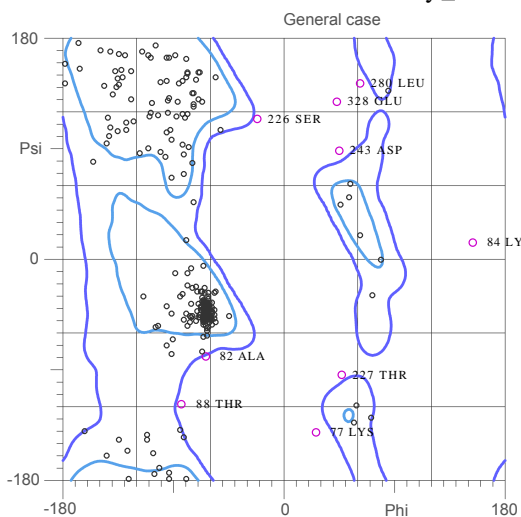 General case
180
280 LEU
328 GLU
226 SER
Psi
243 ASP
84 LY
0
82 ALA
227 THR
88 THR
77 LYS
-180
-180
0
Phi
180